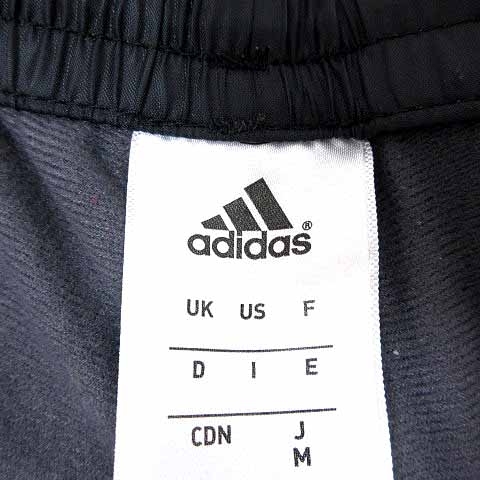 adidas®
UK US F
D I E
CDN J
M